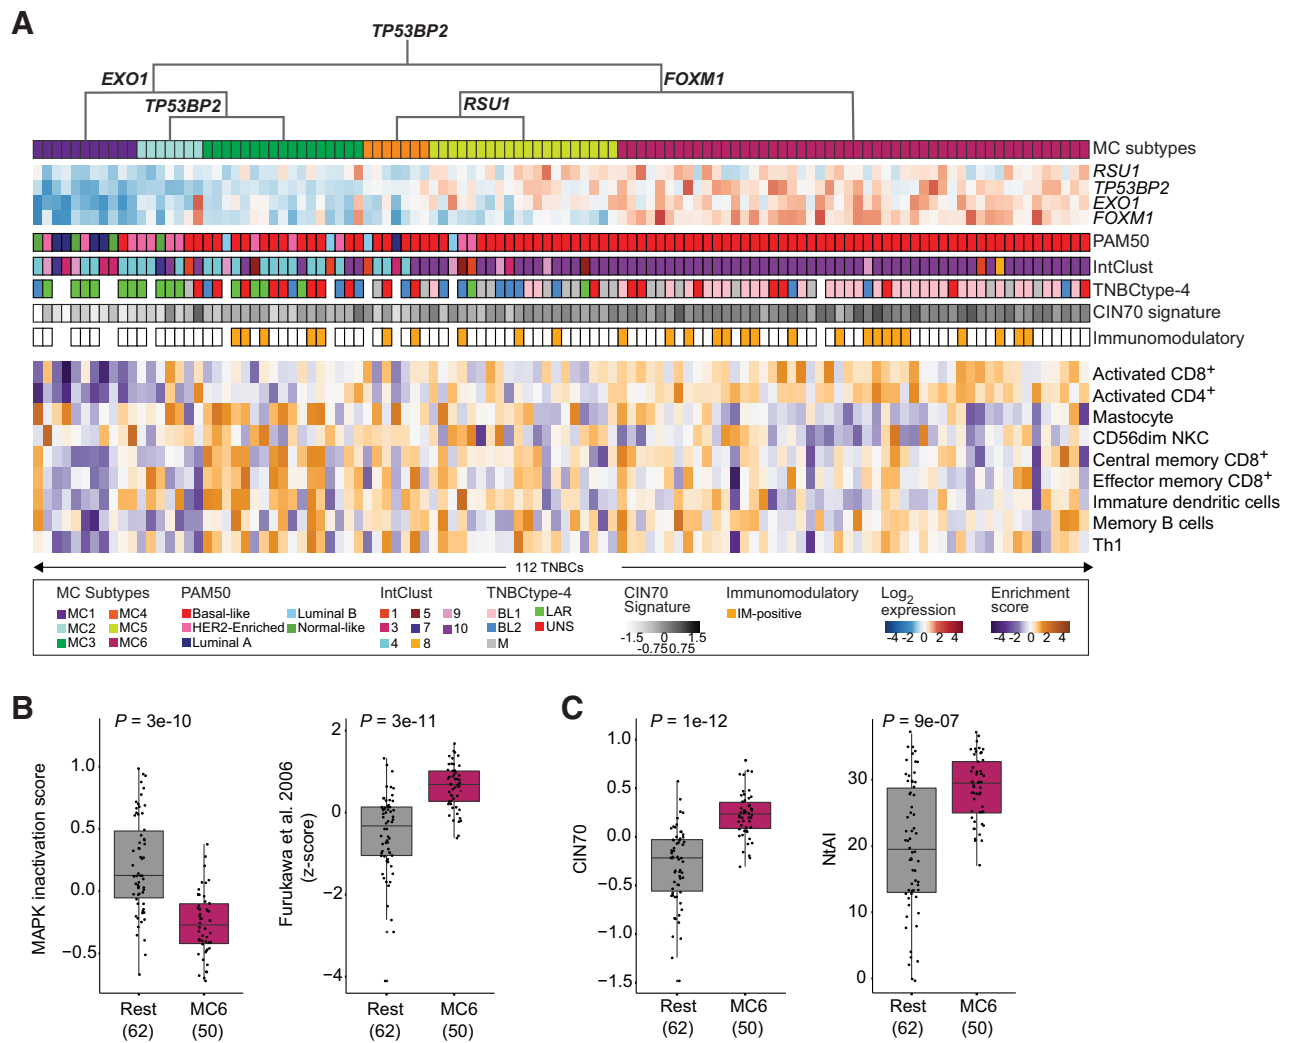 A
TP53BP2
EXO1
FOXM1
TP53BP2
RSU1
MC subtypes
RSU1
TP53BP2
EXO1
FOXM1
PAM50
IntClust
TNBCtype-4
CIN70 signature
Immunomodulatory
Activated CD8+
Activated CD4+
Mastocyte
CD56dim NKC
Central memory CD8+
Effector memory CD8+
Immature dendritic cells
Memory B cells
Th1
112 TNBCs
MC Subtypes
MC1 MC4
MC2 MC5
MC3 MC6
PAM50
Basal-like Luminal B
HER2-Enriched Normal-like
Luminal A
IntClust
1 5 9
3 7 10
4 8
TNBCtype-4
BL1 LAR
BL2 UNS
M
CIN70
Signature
-1.5 0 1.5
-0.75 0.75
Immunomodulatory
IM-positive
Log2
expression
-4 -2 0 2 4
Enrichment
score
-4 -2 0 2 4
B
P = 3e-10
MAPK inactivation score
1.0
0.5
0.0
−0.5
Rest
(62)
MC6
(50)
P = 3e-11
Furukawa et al. 2006
(z-score)
2
0
−2
−4
Rest
(62)
MC6
(50)
C
P = 1e-12
CIN70
1.0
0.5
0.0
−0.5
−1.0
−1.5
Rest
(62)
MC6
(50)
P = 9e-07
NtAI
30
20
10
0
Rest
(62)
MC6
(50)